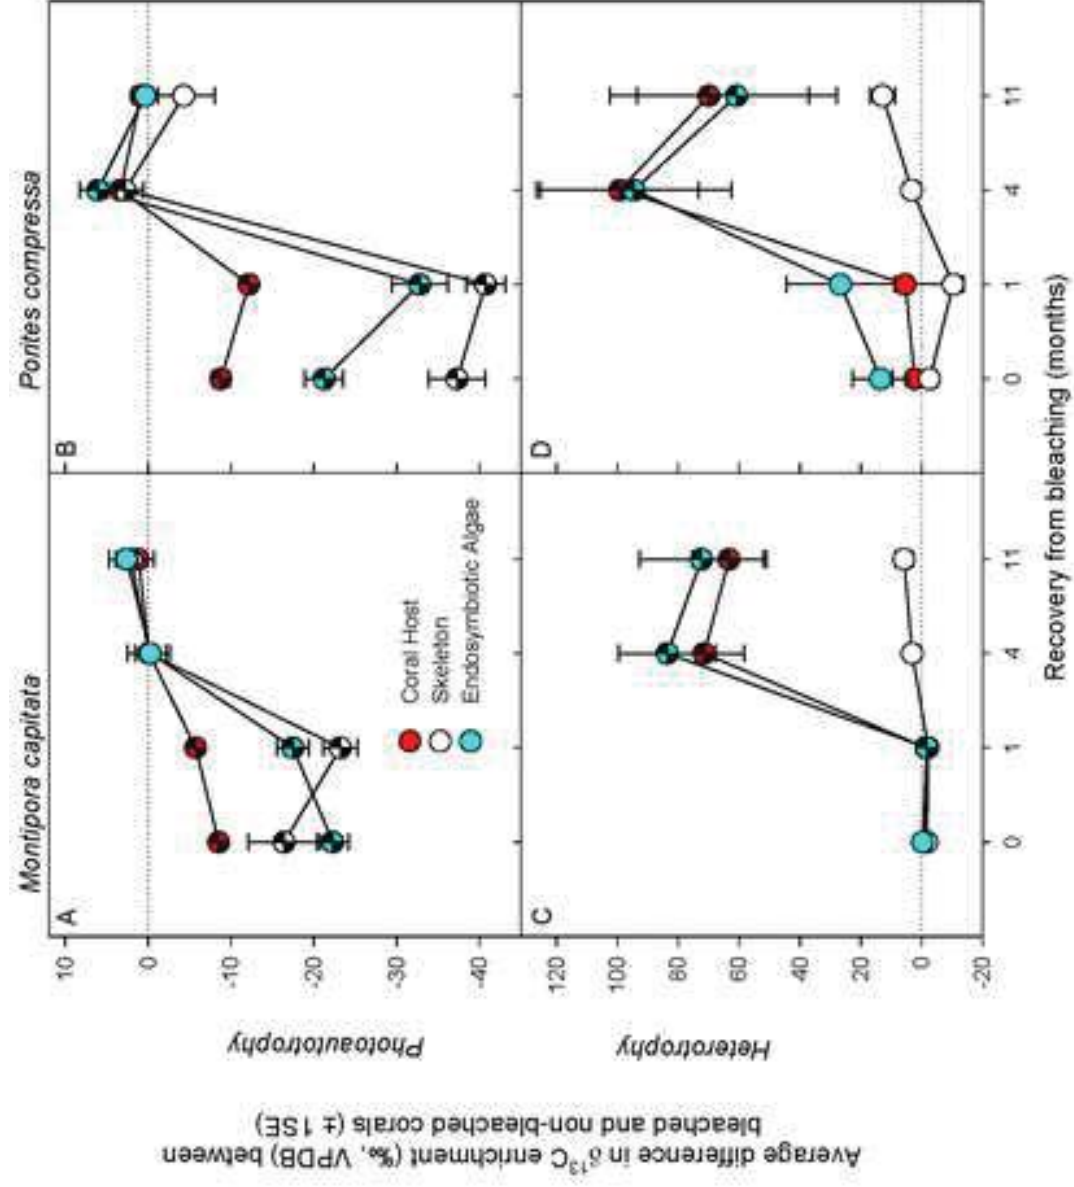 Montipora capitata
Porites compressa
A
B
10
0
-10
-20
-30
-40
Photoautotrophy
Coral Host
Skeleton
Endosymbiotic Algae
C
D
120
100
80
60
40
20
0
-20
Heterotrophy
0
1
4
11
0
1
4
11
Recovery from bleaching (months)
Average difference in δ¹³C enrichment (‰, VPDB) between
bleached and non-bleached corals (± 1SE)